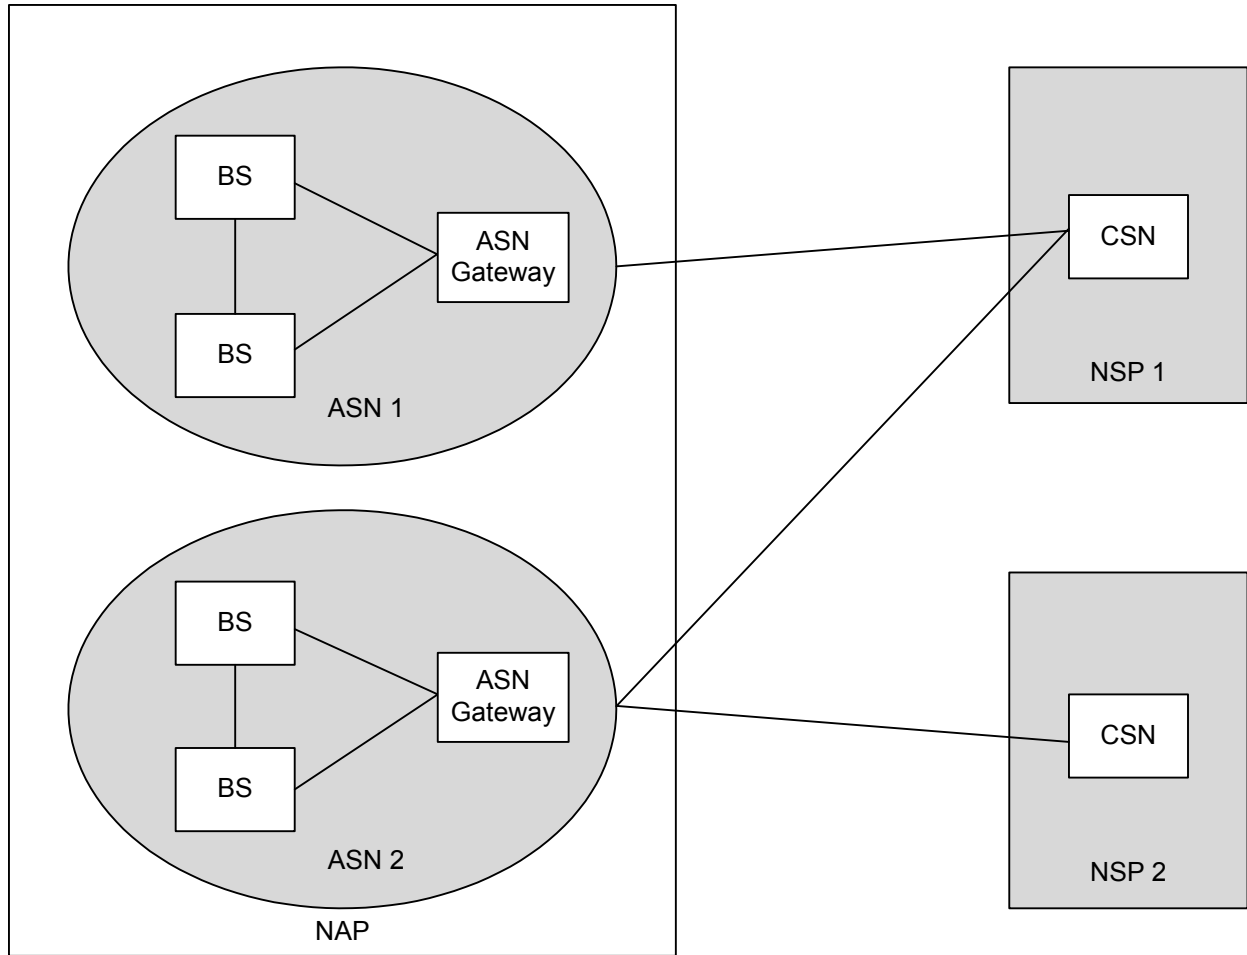 BS
ASN
Gateway
BS
ASN 1
CSN
NSP 1
BS
ASN
Gateway
BS
ASN 2
NAP
CSN
NSP 2